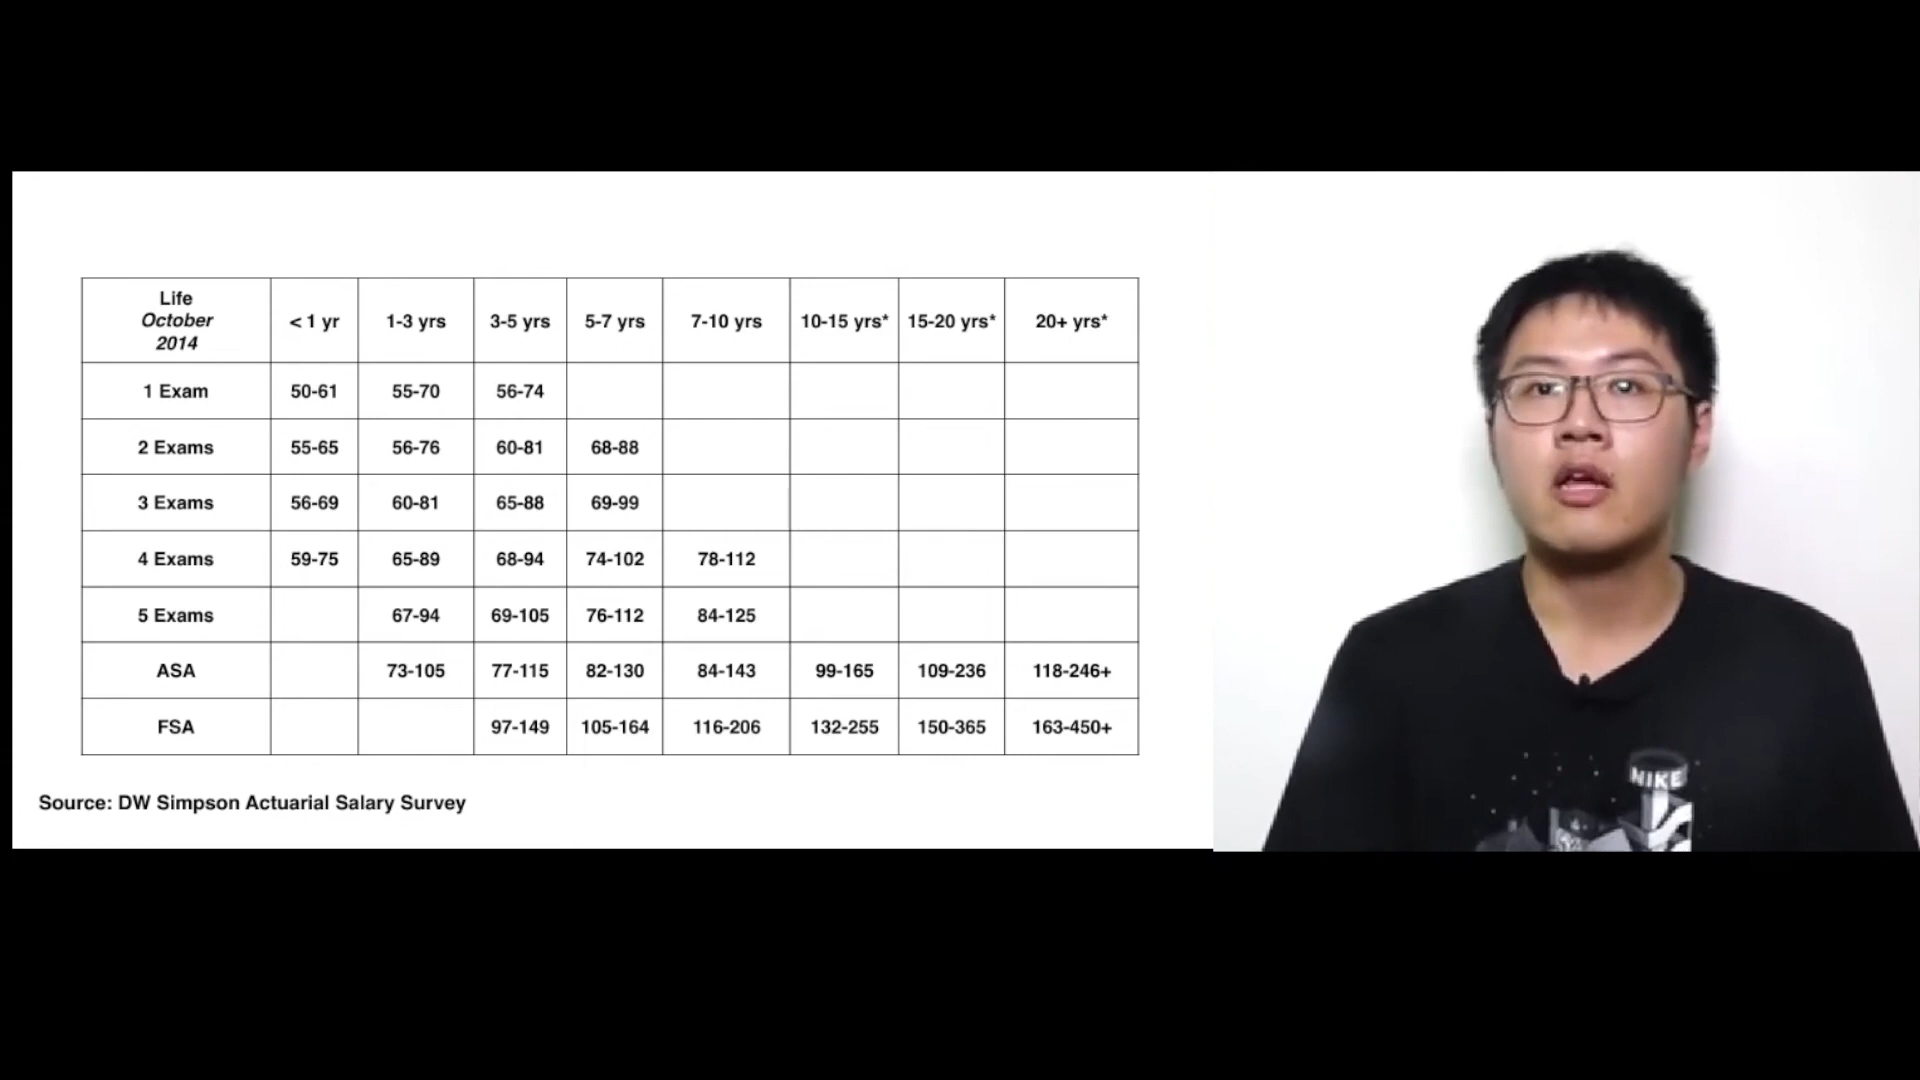 Life
October
2014
< 1 yr
1-3 yrs
3-5 yrs
5-7 yrs
7-10 yrs
10-15 yrs*
15-20 yrs*
20+ yrs*
1 Exam 50-61 55-70 56-74
2 Exams 55-65 56-76 60-81 68-88
3 Exams 56-69 60-81 65-88 69-99
4 Exams 59-75 65-89 68-94 74-102 78-112
5 Exams 67-94 69-105 76-112 84-125
ASA 73-105 77-115 82-130 84-143 99-165 109-236 118-246+
FSA 97-149 105-164 116-206 132-255 150-365 163-450+
Source: DW Simpson Actuarial Salary Survey
NIKE